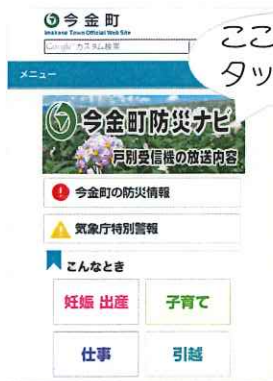 今金町
Imakane Town Official Web Site
Google カスタム検索
ここ
タッ
メニュー
今金町防災ナビ
戸別受信機の放送内容
今金町の防災情報
気象庁特別警報
こんなとき
妊娠 出産
子育て
仕事
引越